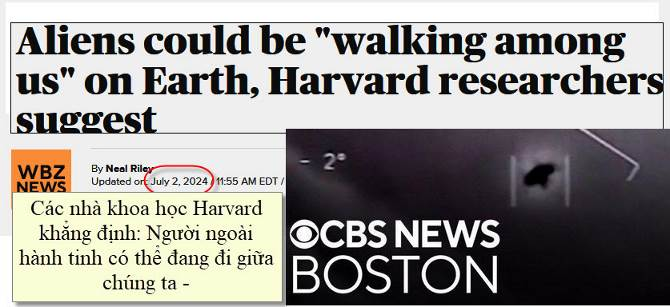 Aliens could be "walking among
us" on Earth, Harvard researchers
suggest
WBZ
NEWS
By Neal Riley
Updated on: July 2, 2024 / 11:55 AM EDT /
Các nhà khoa học Harvard
khẳng định: Người ngoài
hành tinh có thể đang đi giữa
chúng ta -
- 2°
CBS NEWS
BOSTON